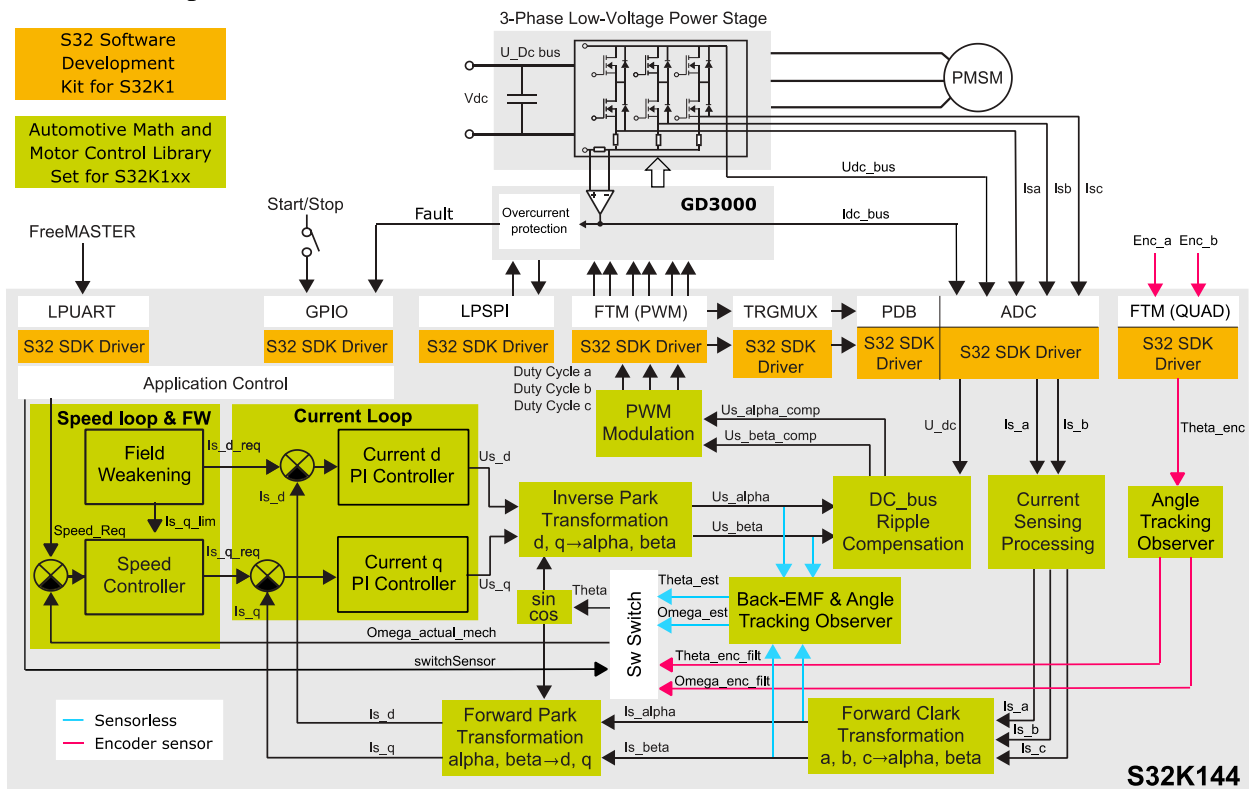 3-Phase Low-Voltage Power Stage
S32 Software
Development
Kit for S32K1
U_Dc bus
Vdc
PMSM
Automotive Math and
Motor Control Library
Set for S32K1xx
Udc_bus
Isa
Isb
Isc
Start/Stop
Fault
Overcurrent
protection
GD3000
Idc_bus
FreeMASTER
Enc_a
Enc_b
LPUART
GPIO
LPSPI
FTM (PWM)
TRGMUX
PDB
ADC
FTM (QUAD)
S32 SDK Driver
S32 SDK Driver
S32 SDK Driver
S32 SDK Driver
S32 SDK
Driver
S32 SDK
Driver
S32 SDK Driver
S32 SDK
Driver
Application Control
Duty Cycle a
Duty Cycle b
Duty Cycle c
Speed loop & FW
Current Loop
PWM
Modulation
Us_alpha_comp
Us_beta_comp
U_dc
Is_a
Is_b
Theta_enc
Field
Weakening
Is_d_req
Current d
PI Controller
Us_d
Is_d
Is_q_lim
Speed_Req
Inverse Park
Transformation
d, q→alpha, beta
Us_alpha
Us_beta
DC_bus
Ripple
Compensation
Current
Sensing
Processing
Angle
Tracking
Observer
Speed
Controller
Is_q_req
Current q
PI Controller
Us_q
Is_q
sin
cos
Theta
Sw Switch
Theta_est
Omega_est
Back-EMF & Angle
Tracking Observer
Omega_actual_mech
switchSensor
Theta_enc_filt
Omega_enc_filt
Sensorless
Encoder sensor
Is_d
Is_q
Forward Park
Transformation
alpha, beta→d, q
Is_alpha
Is_beta
Forward Clark
Transformation
a, b, c→alpha, beta
Is_a
Is_b
Is_c
S32K144